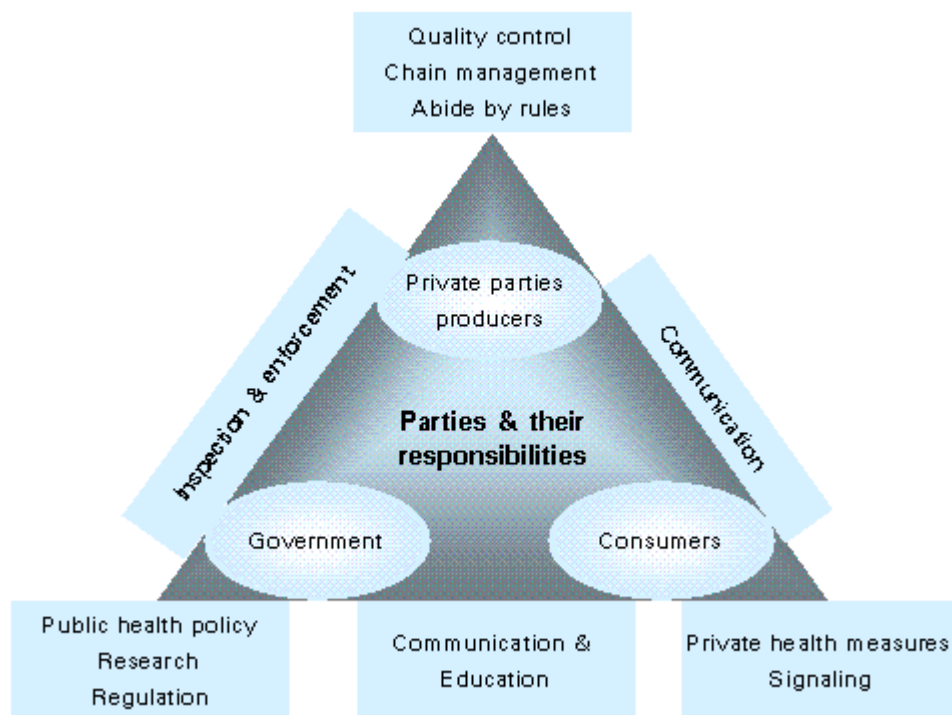 Quality control
Chain management
Abide by rules
Inspection & enforcement
Private parties
producers
Communication
Parties & their
responsibilities
Government
Consumers
Public health policy
Research
Regulation
Communication &
Education
Private health measures
Signaling